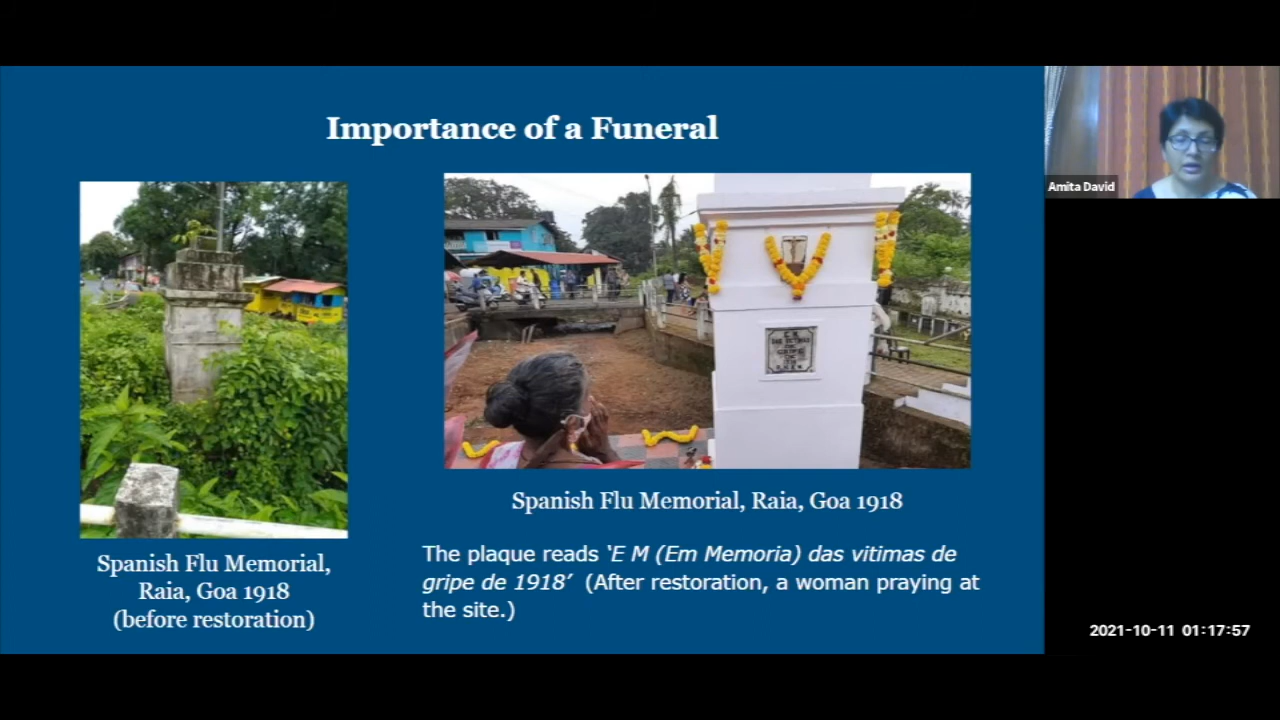 Importance of a Funeral
Amita David
Spanish Flu Memorial,
Raia, Goa 1918
(before restoration)
Spanish Flu Memorial, Raia, Goa 1918
The plaque reads ‘E M (Em Memoria) das vitimas de
gripe de 1918’ (After restoration, a woman praying at
the site.)
2021-10-11 01:17:57